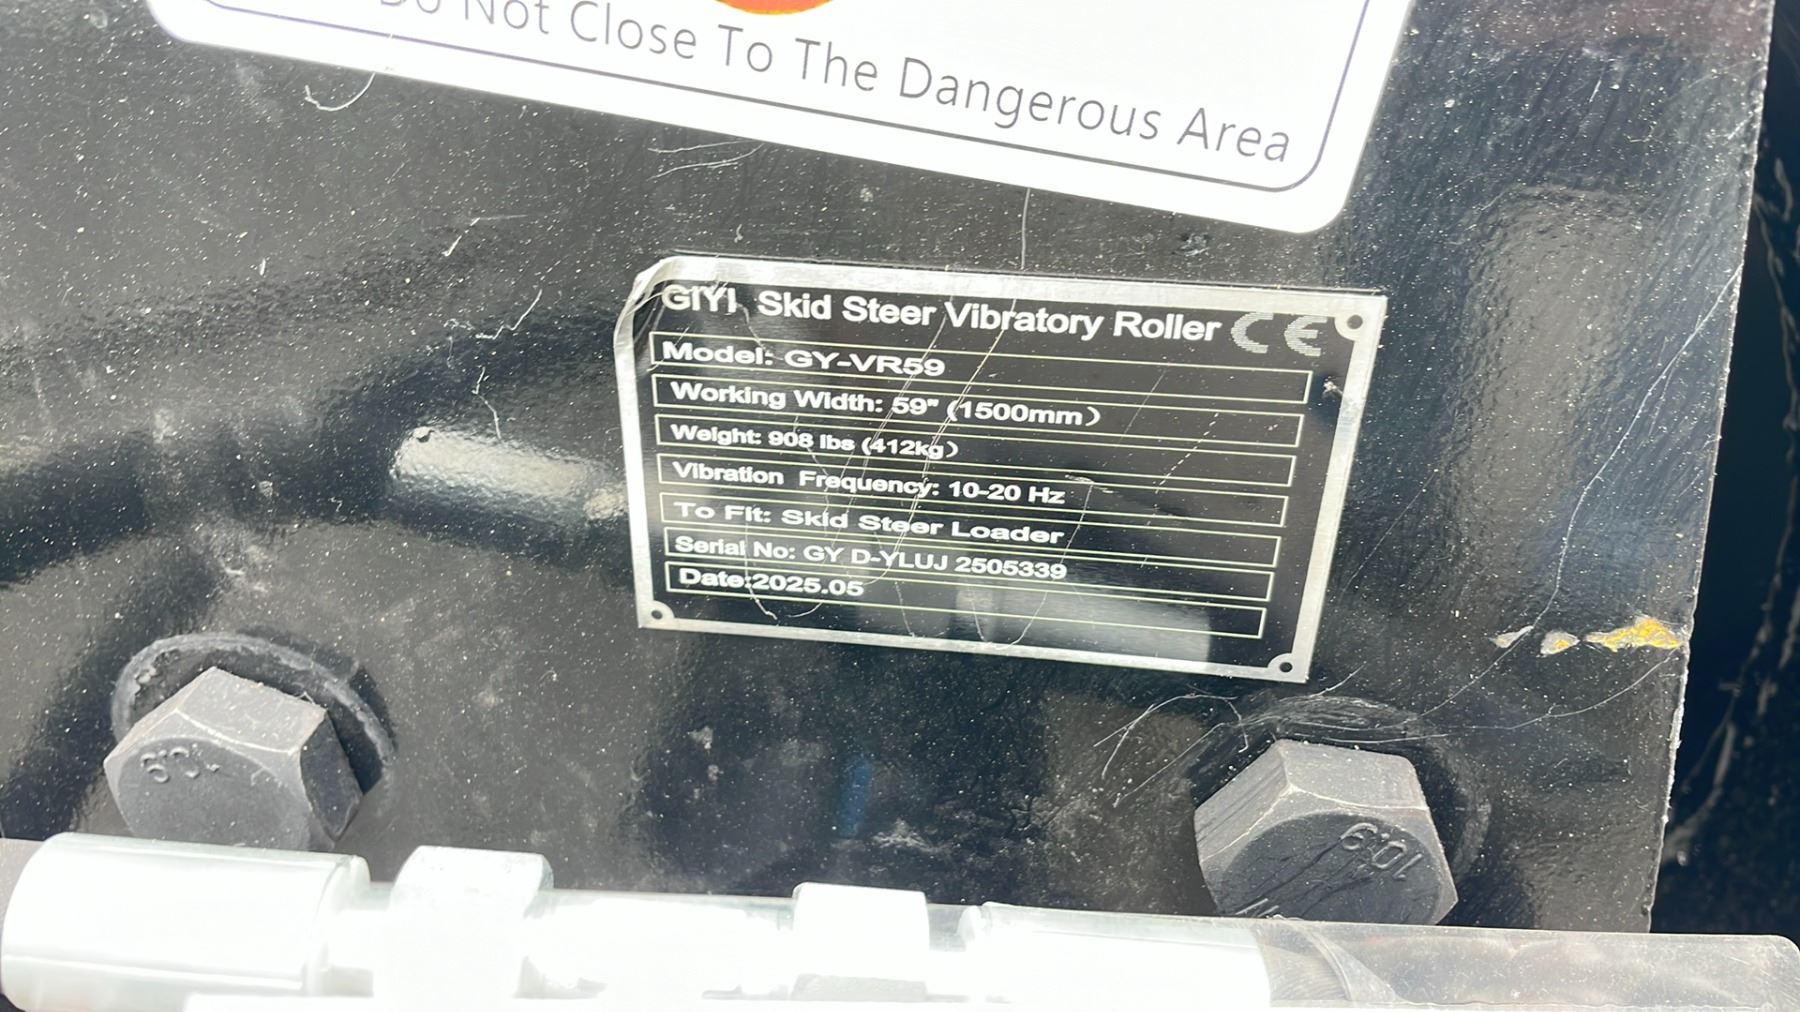 Do Not Close To The Dangerous Area
GIYI Skid Steer Vibratory Roller CE
Model: GY-VR59
Working Width: 59" (1500mm)
Weight: 908 lbs (412kg)
Vibration Frequency: 10-20 Hz
To Fit: Skid Steer Loader
Serial No: GY D-YLUJ 2505339
Date:2025.05
10.9
10.9